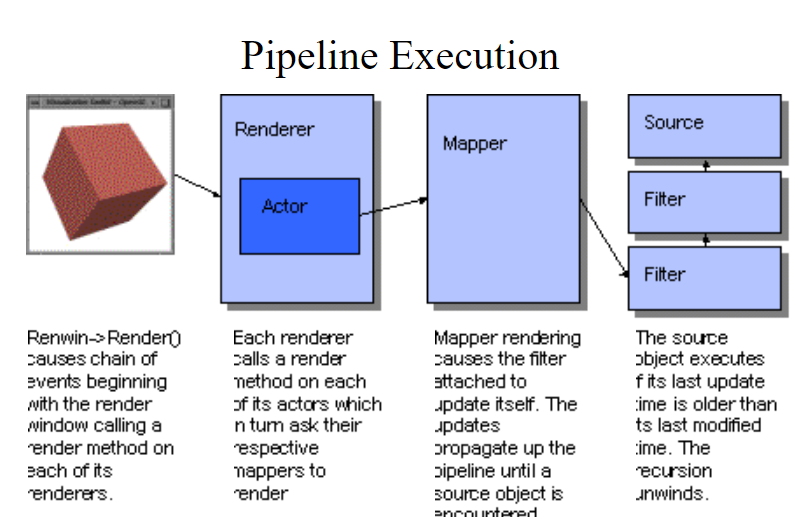 Pipeline Execution
Renderer
Actor
Mapper
Source
Filter
Filter
Renwin->Render()
causes chain of
events beginning
with the render
window calling a
render method on
each of its
renderers.
Each renderer
calls a render
method on each
of its actors which
in turn ask their
respective
mappers to
render
Mapper rendering
causes the filter
attached to
update itself. The
updates
propagate up the
pipeline until a
source object is
encountered
The source
object executes
if its last update
time is older than
its last modified
time. The
recursion
unwinds.